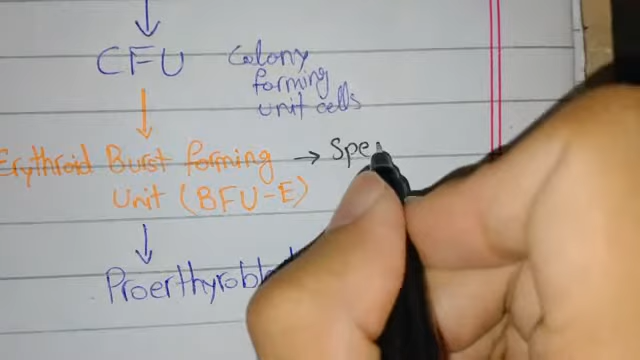 CFU Colony
forming
unit cells
Erythroid Burst forming → Spe
Unit (BFU-E)
Proerthyrobl